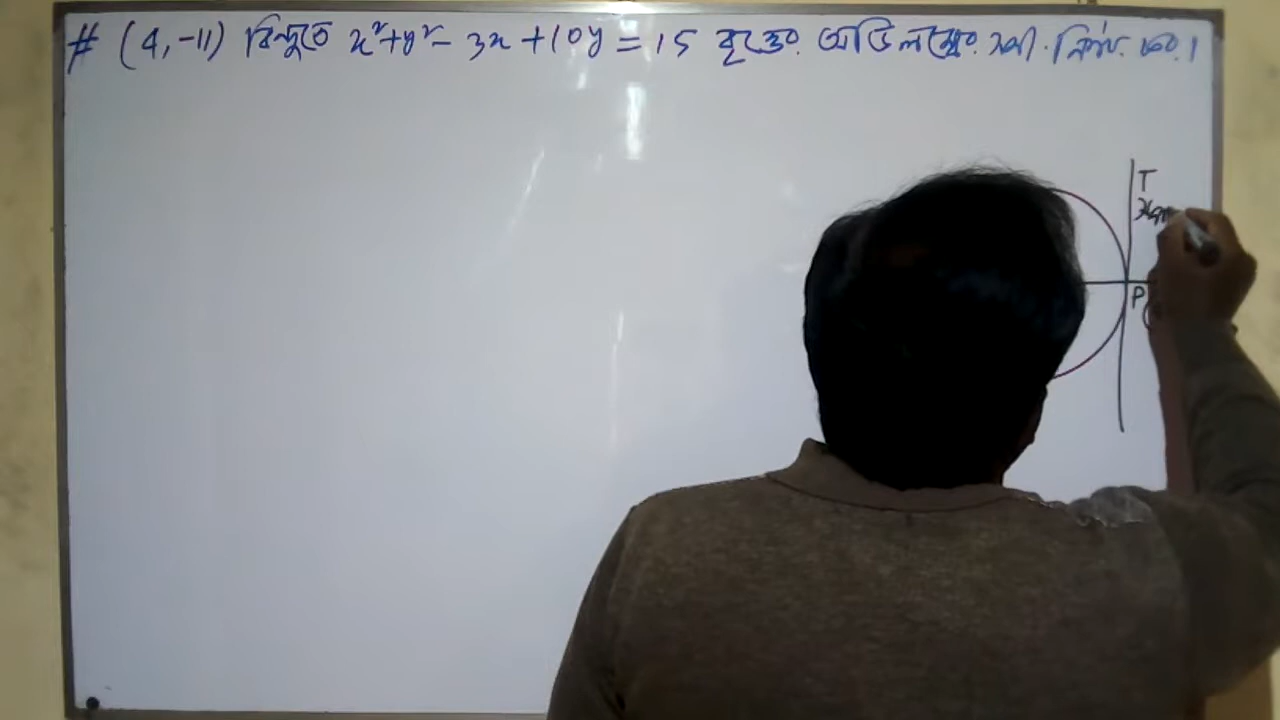 # (4, -11) বিন্দুতে x²+y²- 3x +10y = 15 বৃত্তের অভিলম্বের সমী. নির্ণয় কর।
T
P